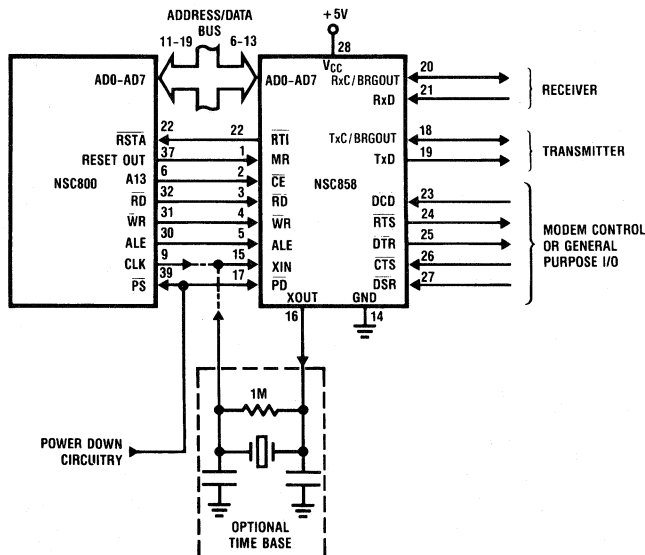 ADDRESS/DATA
BUS
+5V
11-19
6-13
28
VCC
AD0-AD7
AD0-AD7
RxC/BRGOUT
20
RxD
21
RECEIVER
RSTA
22
22
RTI
TxC/BRGOUT
18
RESET OUT
37
1
MR
TxD
19
TRANSMITTER
NSC800
A13
6
2
CE
NSC858
RD
32
3
RD
DCD
23
WR
31
4
WR
RTS
24
MODEM CONTROL
OR GENERAL
PURPOSE I/O
ALE
30
5
ALE
DTR
25
CLK
9
15
XIN
CTS
26
PS
39
17
PD
DSR
27
XOUT
GND
16
14
1M
POWER DOWN
CIRCUITRY
OPTIONAL
TIME BASE